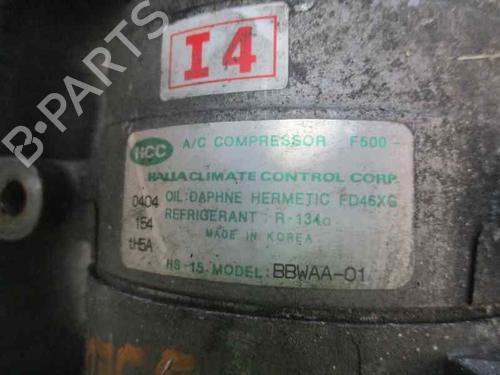 I4
HCC A/C COMPRESSOR F500
HALLA CLIMATE CONTROL CORP.
0404 OIL:DAPHNE HERMETIC FD46XG
154 REFRIGERANT : R-134a
tH5A MADE IN KOREA
HS-15 MODEL: BBWAA-01
B-PARTS